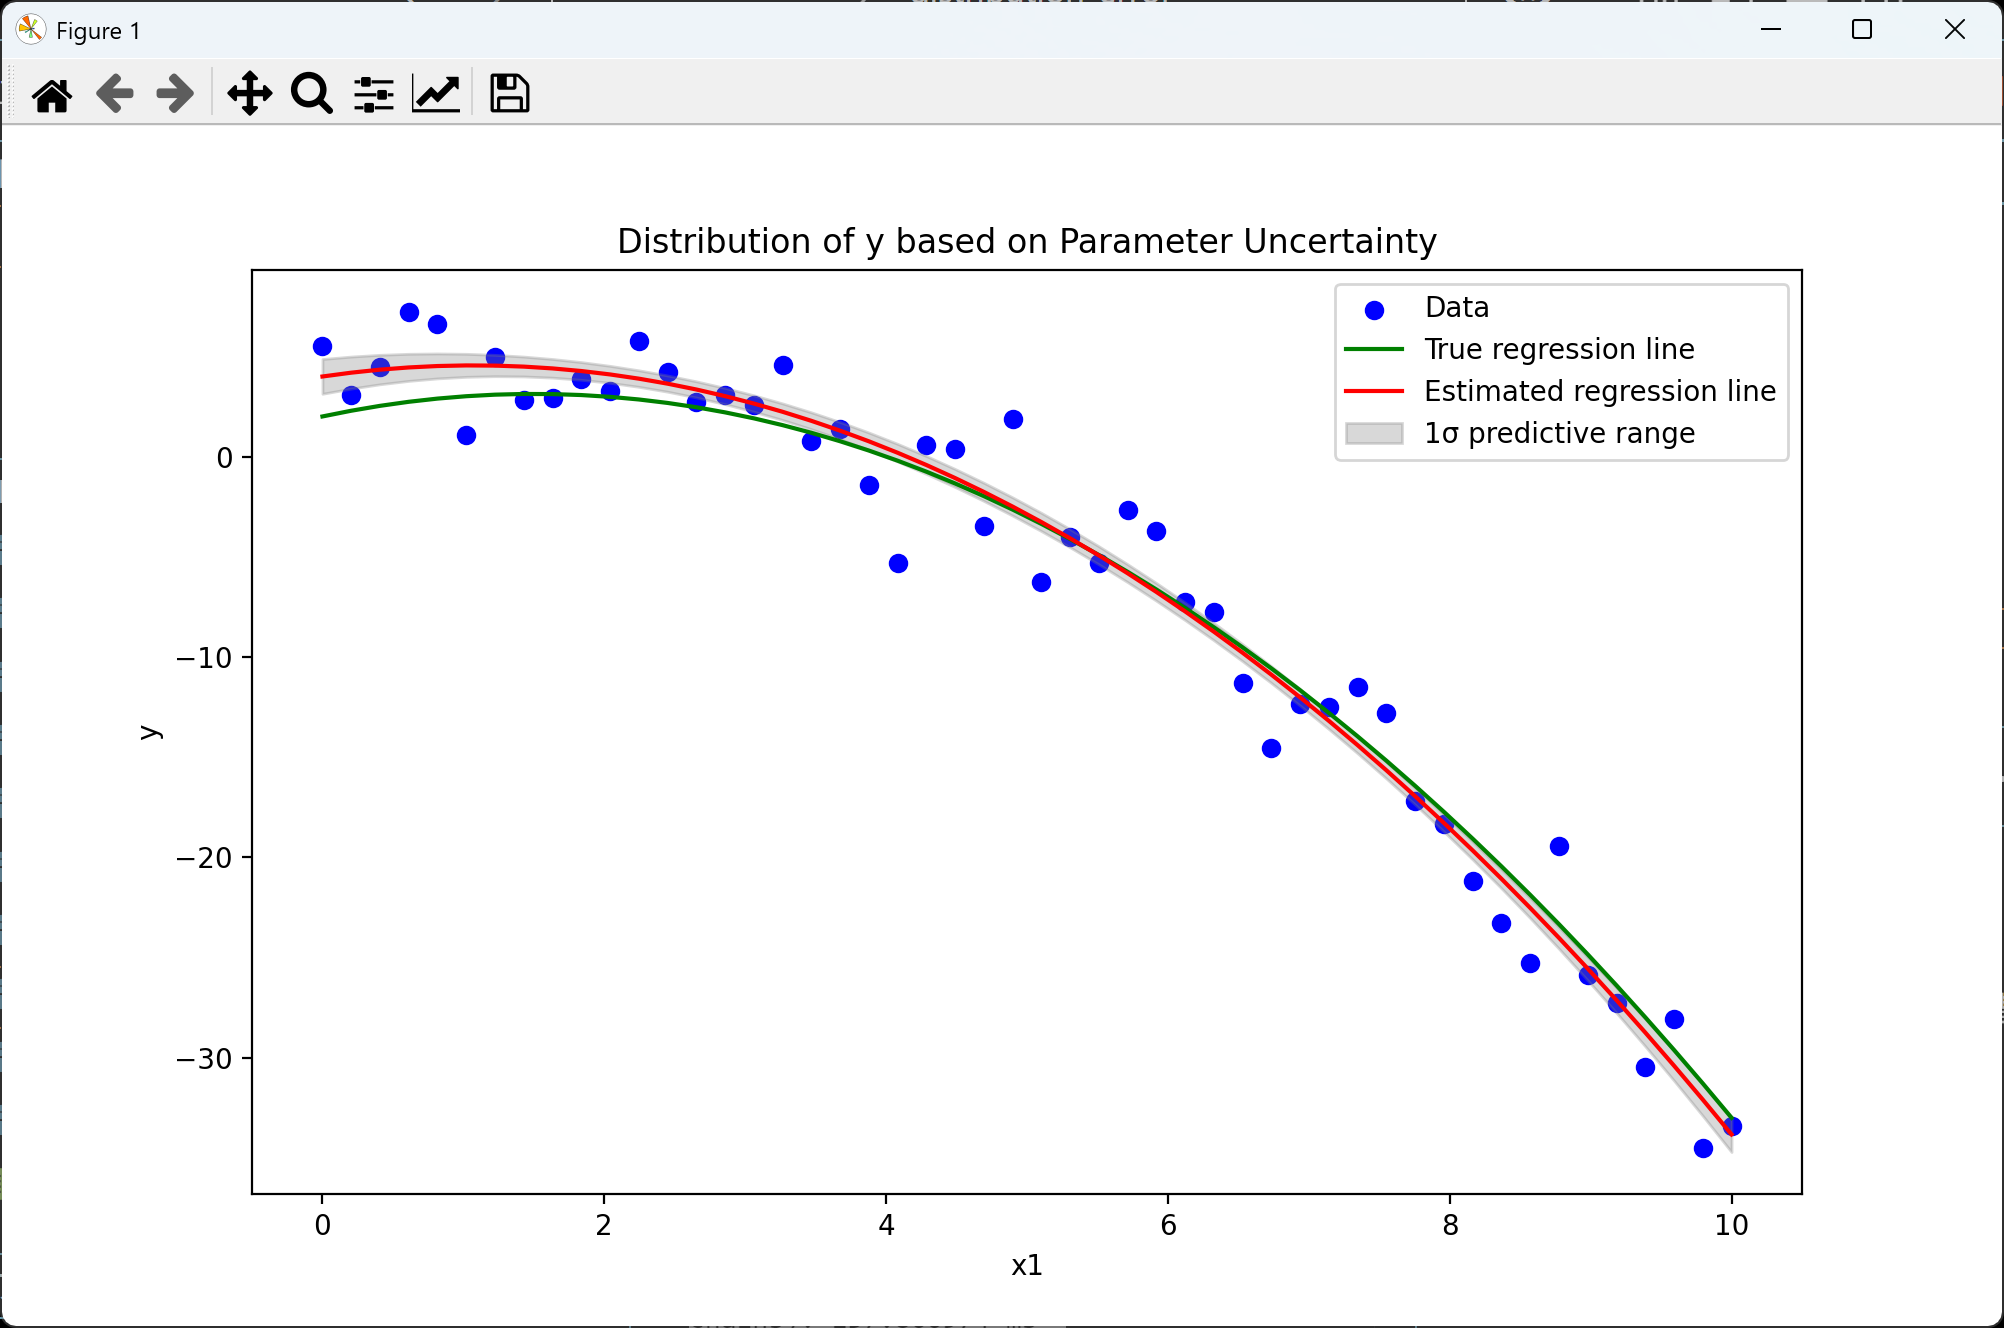 Figure 1
Distribution of y based on Parameter Uncertainty
Data
True regression line
Estimated regression line
1σ predictive range
0
−10
−20
−30
y
0 2 4 6 8 10
x1